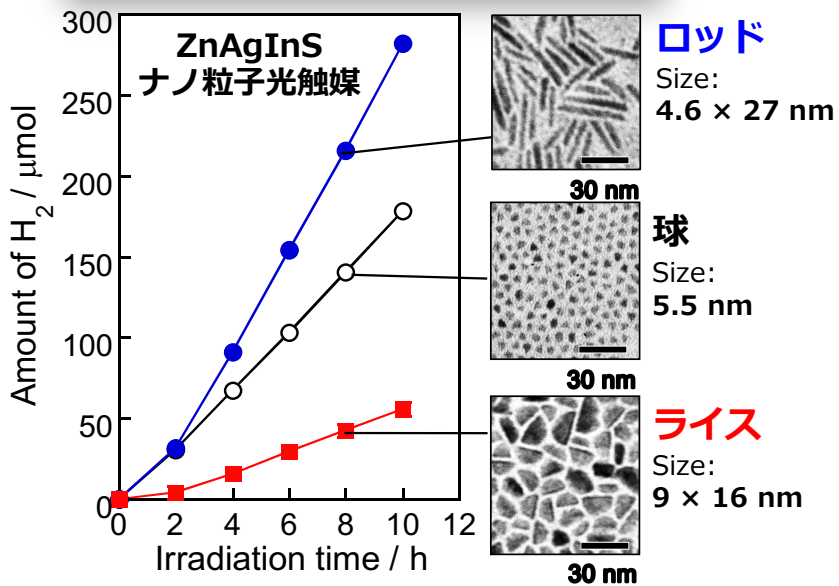 ZnAgInS
ナノ粒子光触媒
Amount of H2 / μmol
300
250
200
150
100
50
0
0 2 4 6 8 10 12
Irradiation time / h
ロッド
Size:
4.6 × 27 nm
30 nm
球
Size:
5.5 nm
30 nm
ライス
Size:
9 × 16 nm
30 nm